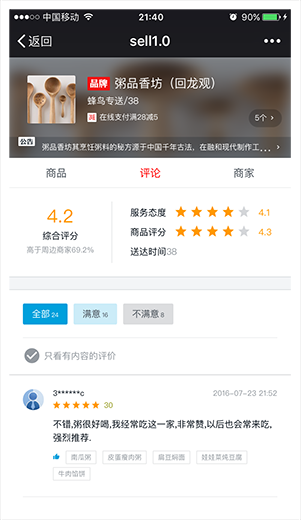 中国移动 21:40 90%
返回 sell1.0
品牌 粥品香坊（回龙观）
蜂鸟专送/38
减 在线支付满28减5
5个 >
公告 粥品香坊其烹饪粥料的秘方源于中国千年古法，在融和现代制作工... >
商品 评论 商家
4.2
综合评分
高于周边商家69.2%
服务态度 4.1
商品评分 4.3
送达时间38
全部24 满意16 不满意8
只看有内容的评价
3******c 2016-07-23 21:52
30
不错,粥很好喝,我经常吃这一家,非常赞,以后也会常来吃,
强烈推荐.
南瓜粥 皮蛋瘦肉粥 扁豆焖面 娃娃菜炖豆腐
牛肉馅饼